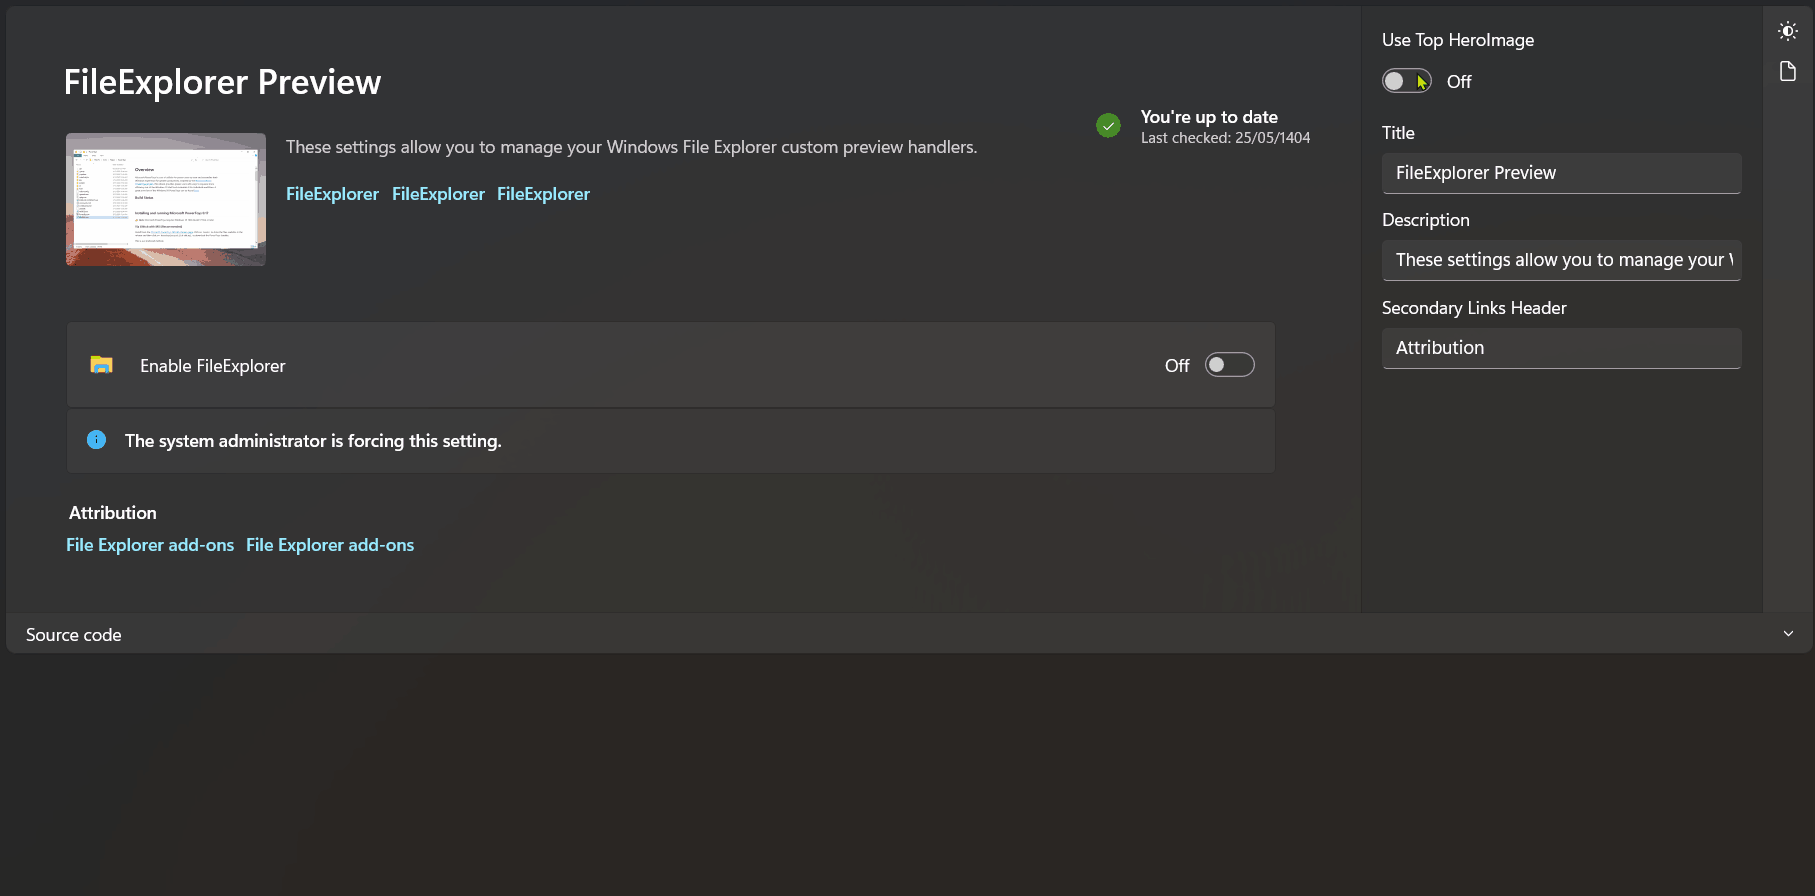 FileExplorer Preview
These settings allow you to manage your Windows File Explorer custom preview handlers.
FileExplorer FileExplorer FileExplorer
You're up to date
Last checked: 25/05/1404
Overview
Enable FileExplorer
Off
The system administrator is forcing this setting.
Attribution
File Explorer add-ons File Explorer add-ons
Use Top HeroImage
Off
Title
FileExplorer Preview
Description
These settings allow you to manage your
Secondary Links Header
Attribution
Source code